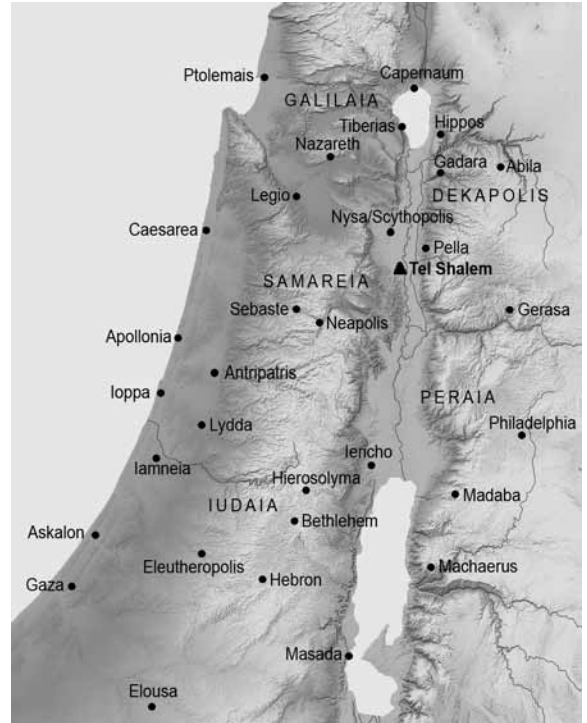 Capernaum
Ptolemais
GALILAIA
Tiberias
Hippos
Nazareth
Gadara
Abila
DEKAPOLIS
Legio
Nysa/Scythopolis
Caesarea
Pella
Tel Shalem
SAMAREIA
Sebaste
Neapolis
Gerasa
Apollonia
Antripatris
Ioppa
PERAIA
Lydda
Philadelphia
Iericho
Iamneia
Hierosolyma
Madaba
IUDAIA
Bethlehem
Askalon
Eleutheropolis
Machaerus
Hebron
Gaza
Masada
Elousa